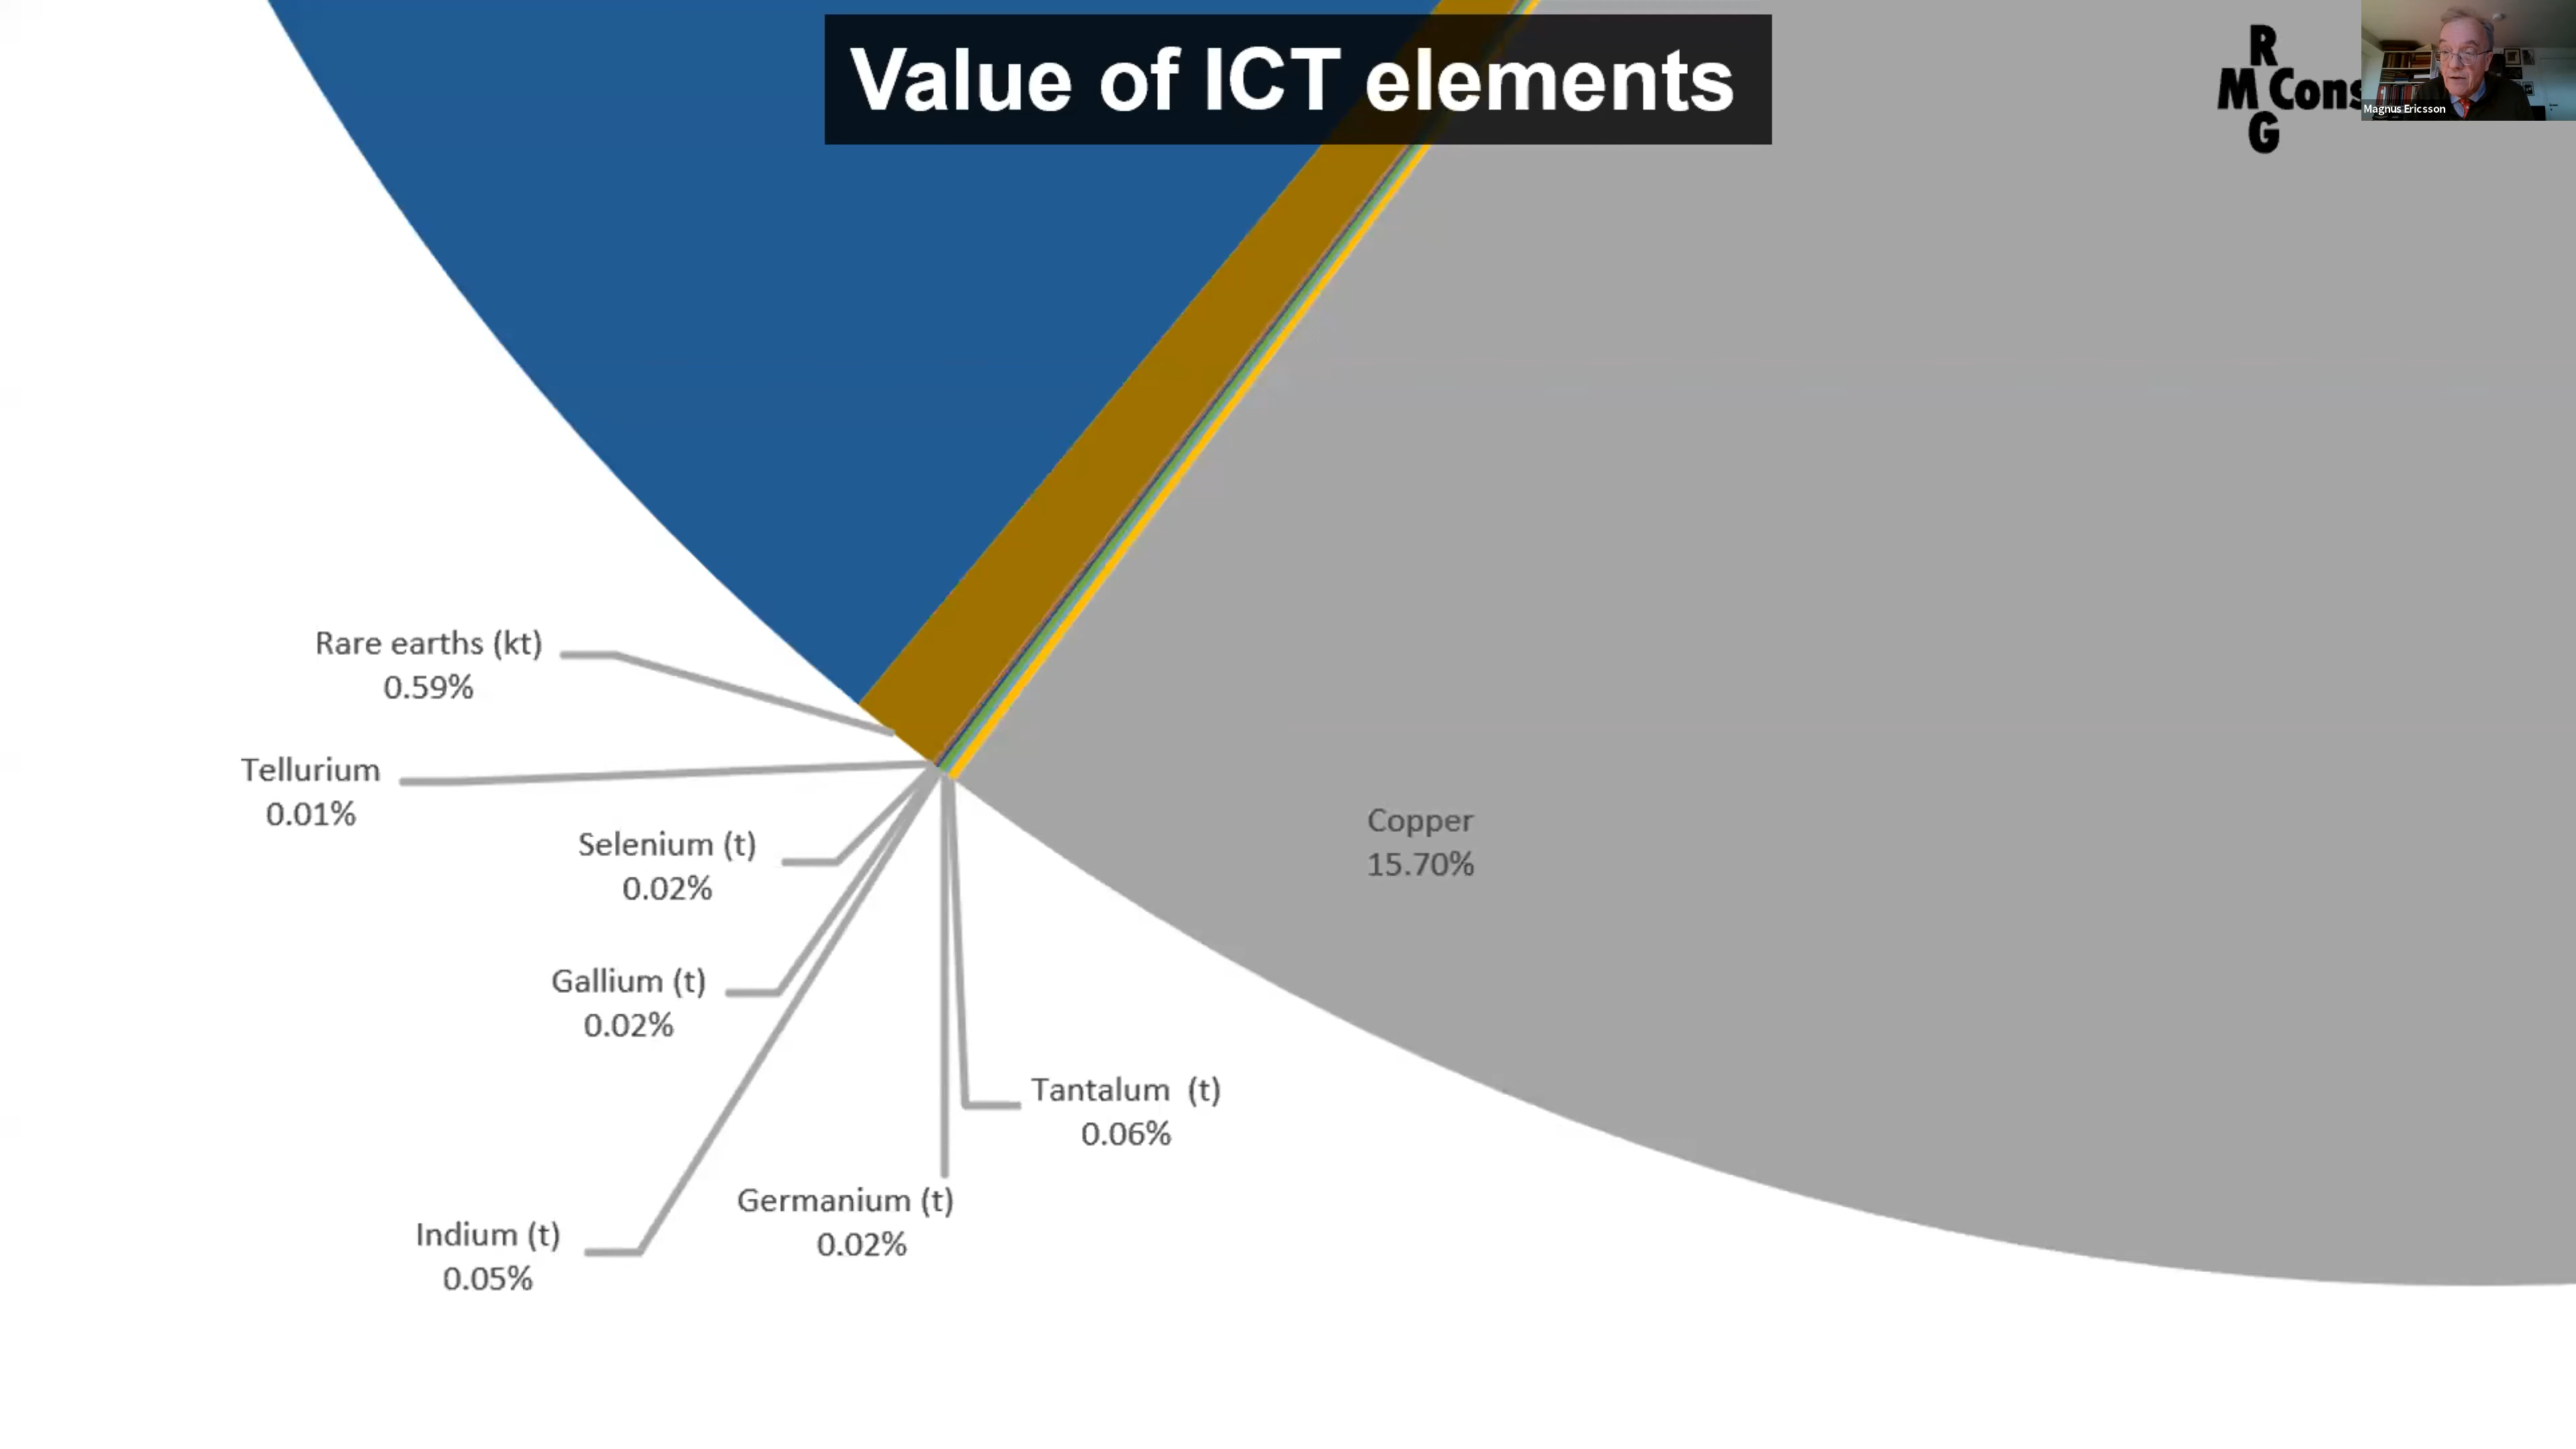 Value of ICT elements
R
M Cons
G
Magnus Ericsson
Rare earths (kt)
0.59%
Tellurium
0.01%
Selenium (t)
0.02%
Copper
15.70%
Gallium (t)
0.02%
Tantalum (t)
0.06%
Germanium (t)
0.02%
Indium (t)
0.05%